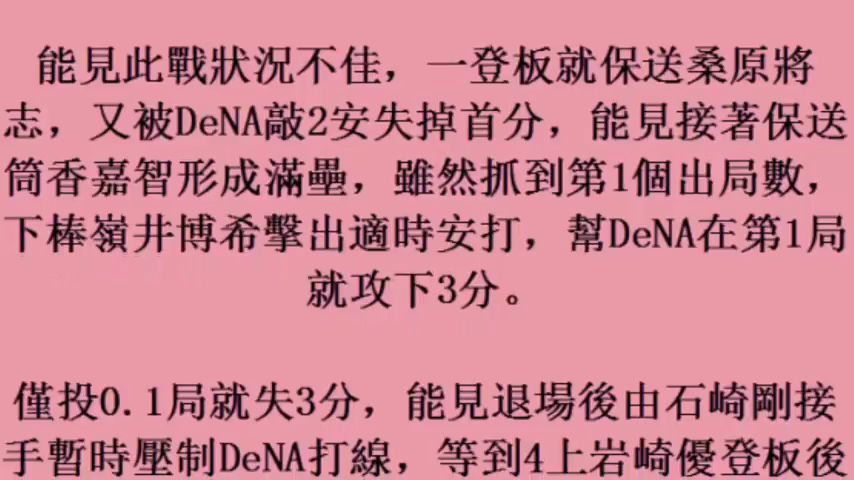 能見此戰狀況不佳，一登板就保送桑原將
志，又被DeNA敲2安失掉首分，能見接著保送
筒香嘉智形成滿壘，雖然抓到第1個出局數，
下棒嶺井博希擊出適時安打，幫DeNA在第1局
就攻下3分。
僅投0.1局就失3分，能見退場後由石崎剛接
手暫時壓制DeNA打線，等到4上岩崎優登板後